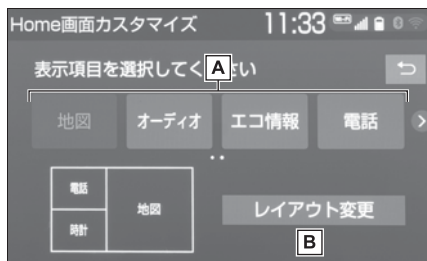 Home画面カスタマイズ 11:33
表示項目を選択してください
A
地図 オーディオ エコ情報 電話
電話 地図
時計
レイアウト変更
B